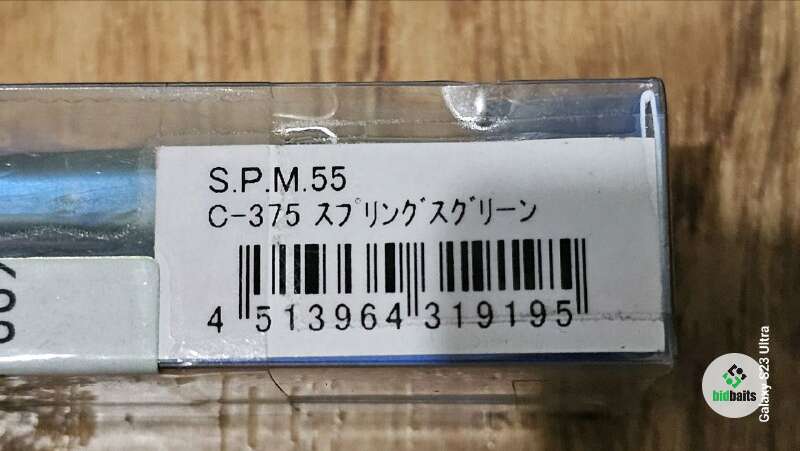 S.P.M.55
C-375 ｽﾌﾟﾘﾝｸﾞｽｸﾞﾘｰﾝ
4 513964 319195
bidbaits
Galaxy S23 Ultra